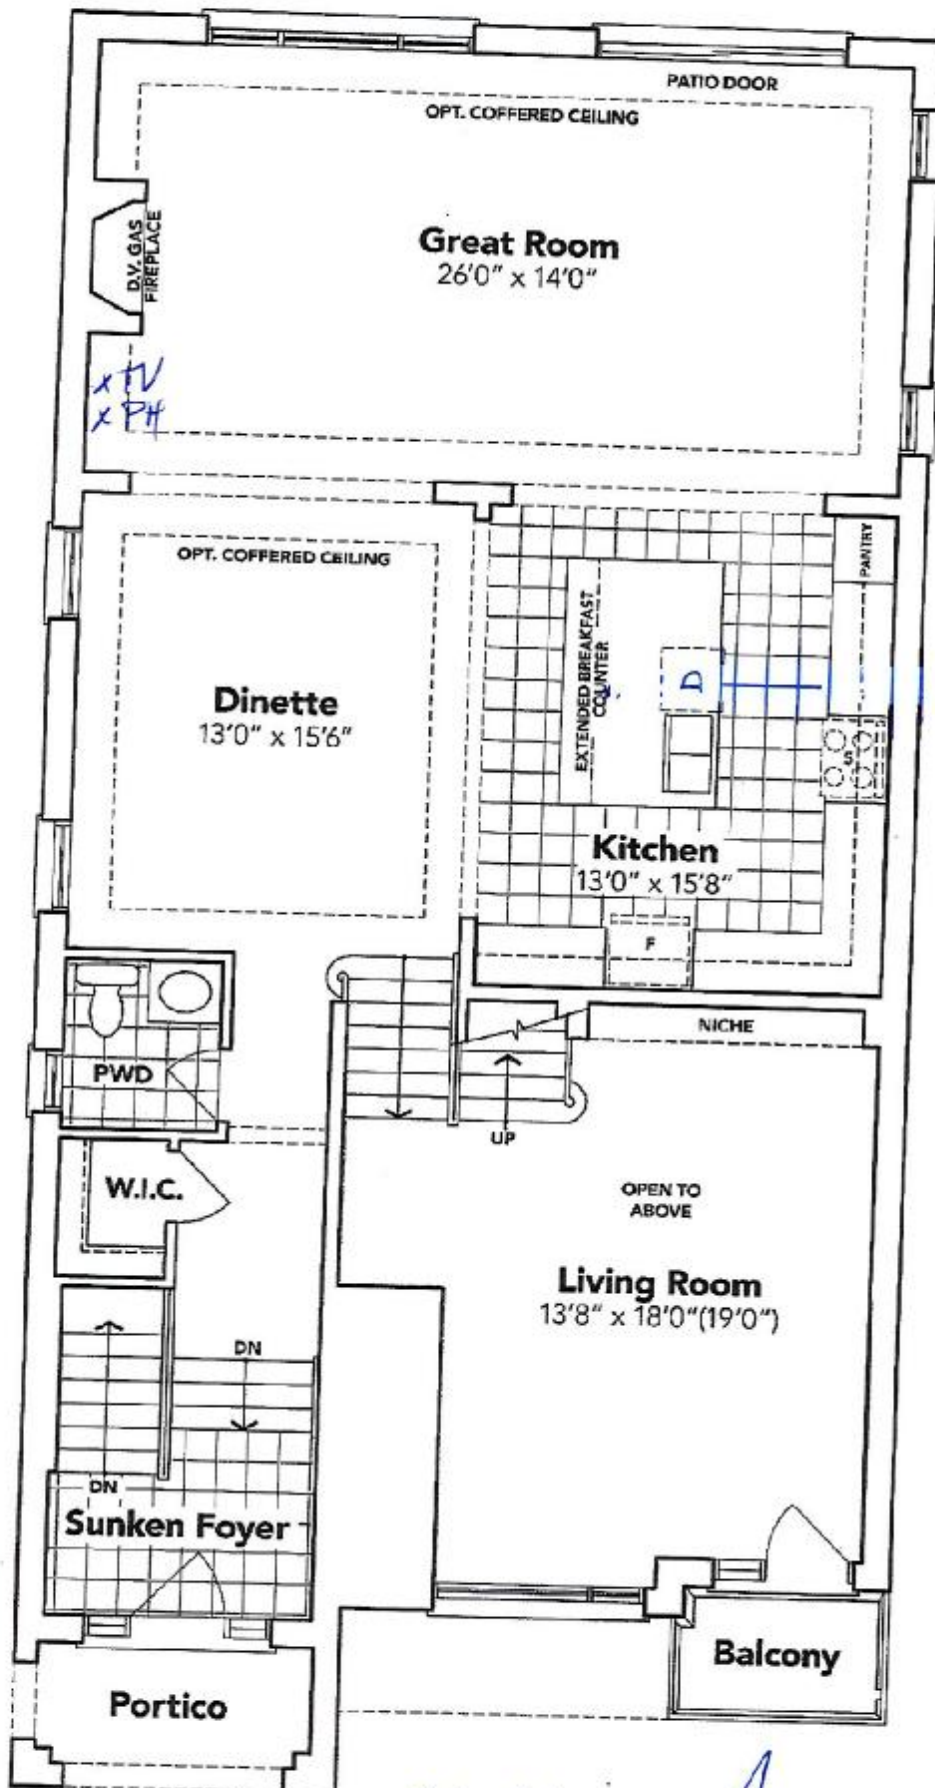 PATIO DOOR
OPT. COFFERED CEILING
Great Room
26'0" x 14'0"
D.V. GAS
FIREPLACE
x TV
x PH
OPT. COFFERED CEILING
PANTRY
EXTENDED BREAKFAST
COUNTER
D
Dinette
13'0" x 15'6"
S
Kitchen
13'0" x 15'8"
F
NICHE
PWD
UP
W.I.C.
OPEN TO
ABOVE
Living Room
13'8" x 18'0"(19'0")
DN
DN
Sunken Foyer
Balcony
Portico